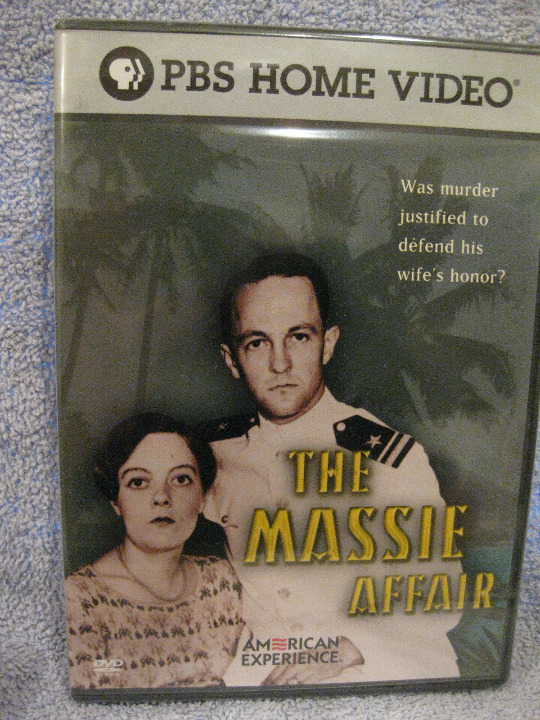 PBS HOME VIDEO®
Was murder
justified to
defend his
wife's honor?
THE
MASSIE
AFFAIR
AMERICAN
EXPERIENCE
DVD